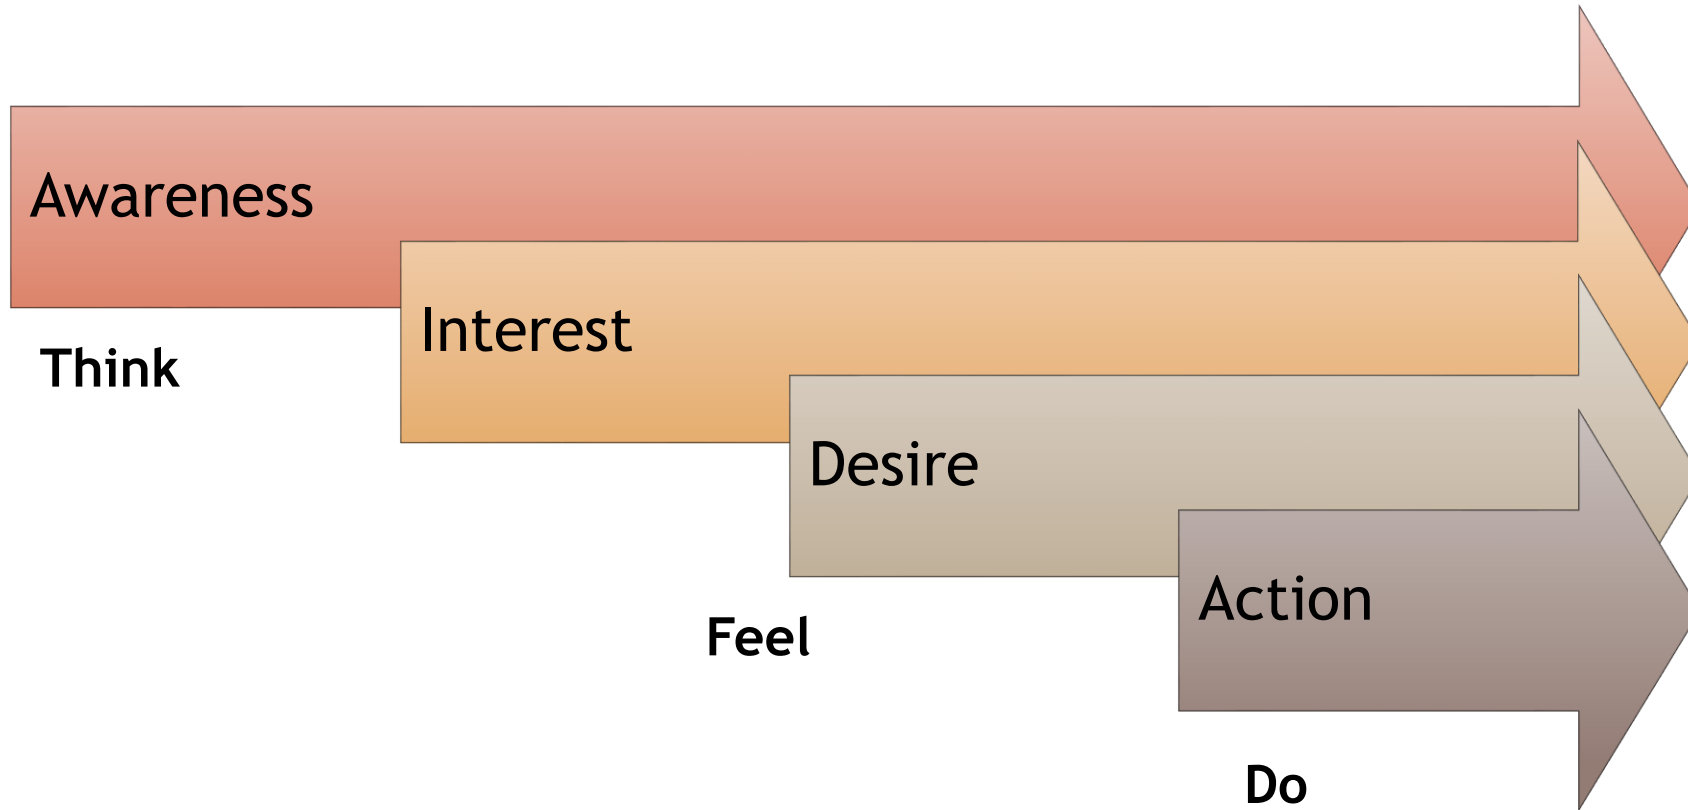 Awareness
Interest
Think
Desire
Action
Feel
Do